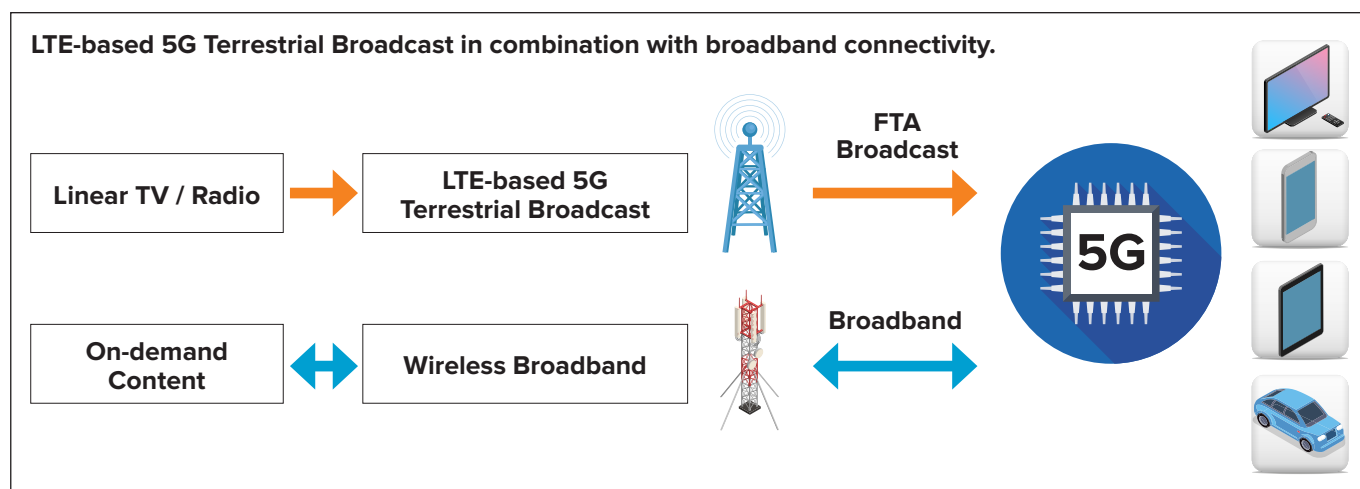 LTE-based 5G Terrestrial Broadcast in combination with broadband connectivity.
Linear TV / Radio
LTE-based 5G
Terrestrial Broadcast
FTA
Broadcast
5G
On-demand
Content
Wireless Broadband
Broadband